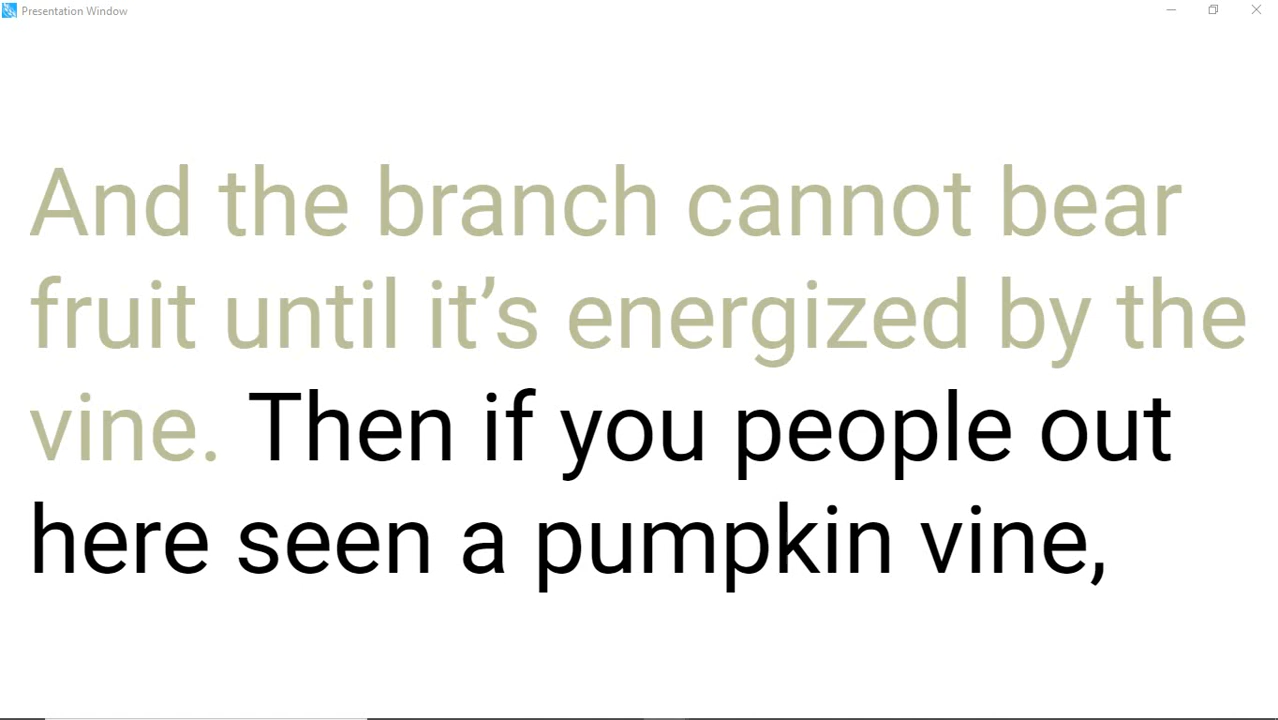 Presentation Window
And the branch cannot bear
fruit until it’s energized by the
vine. Then if you people out
here seen a pumpkin vine,